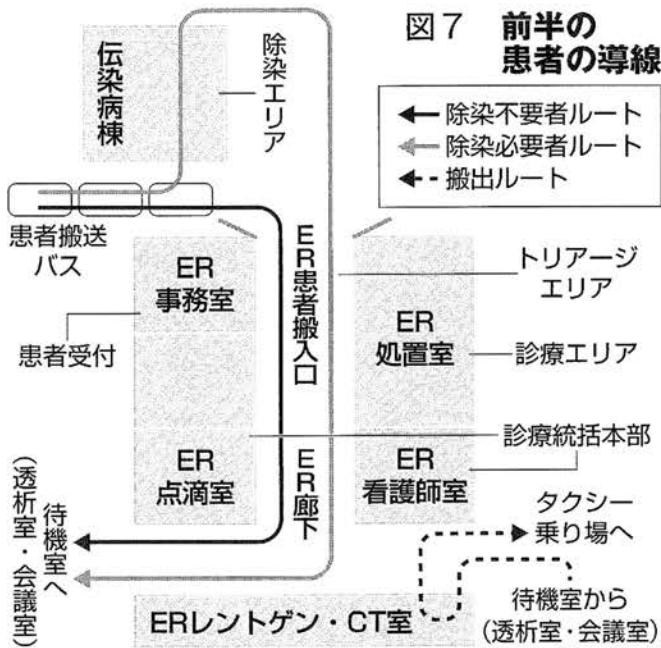 図7 前半の
患者の導線
除染不要者ルート
除染必要者ルート
搬出ルート
伝染病棟
除染エリア
患者搬送
バス
ER
事務室
患者受付
ER患者搬入口
トリアージ
エリア
ER
処置室
診療エリア
ER
点滴室
ER廊下
ER
看護師室
診療統括本部
待機室へ
(透析室・会議室)
タクシー
乗り場へ
待機室から
(透析室・会議室)
ERレントゲン・CT室